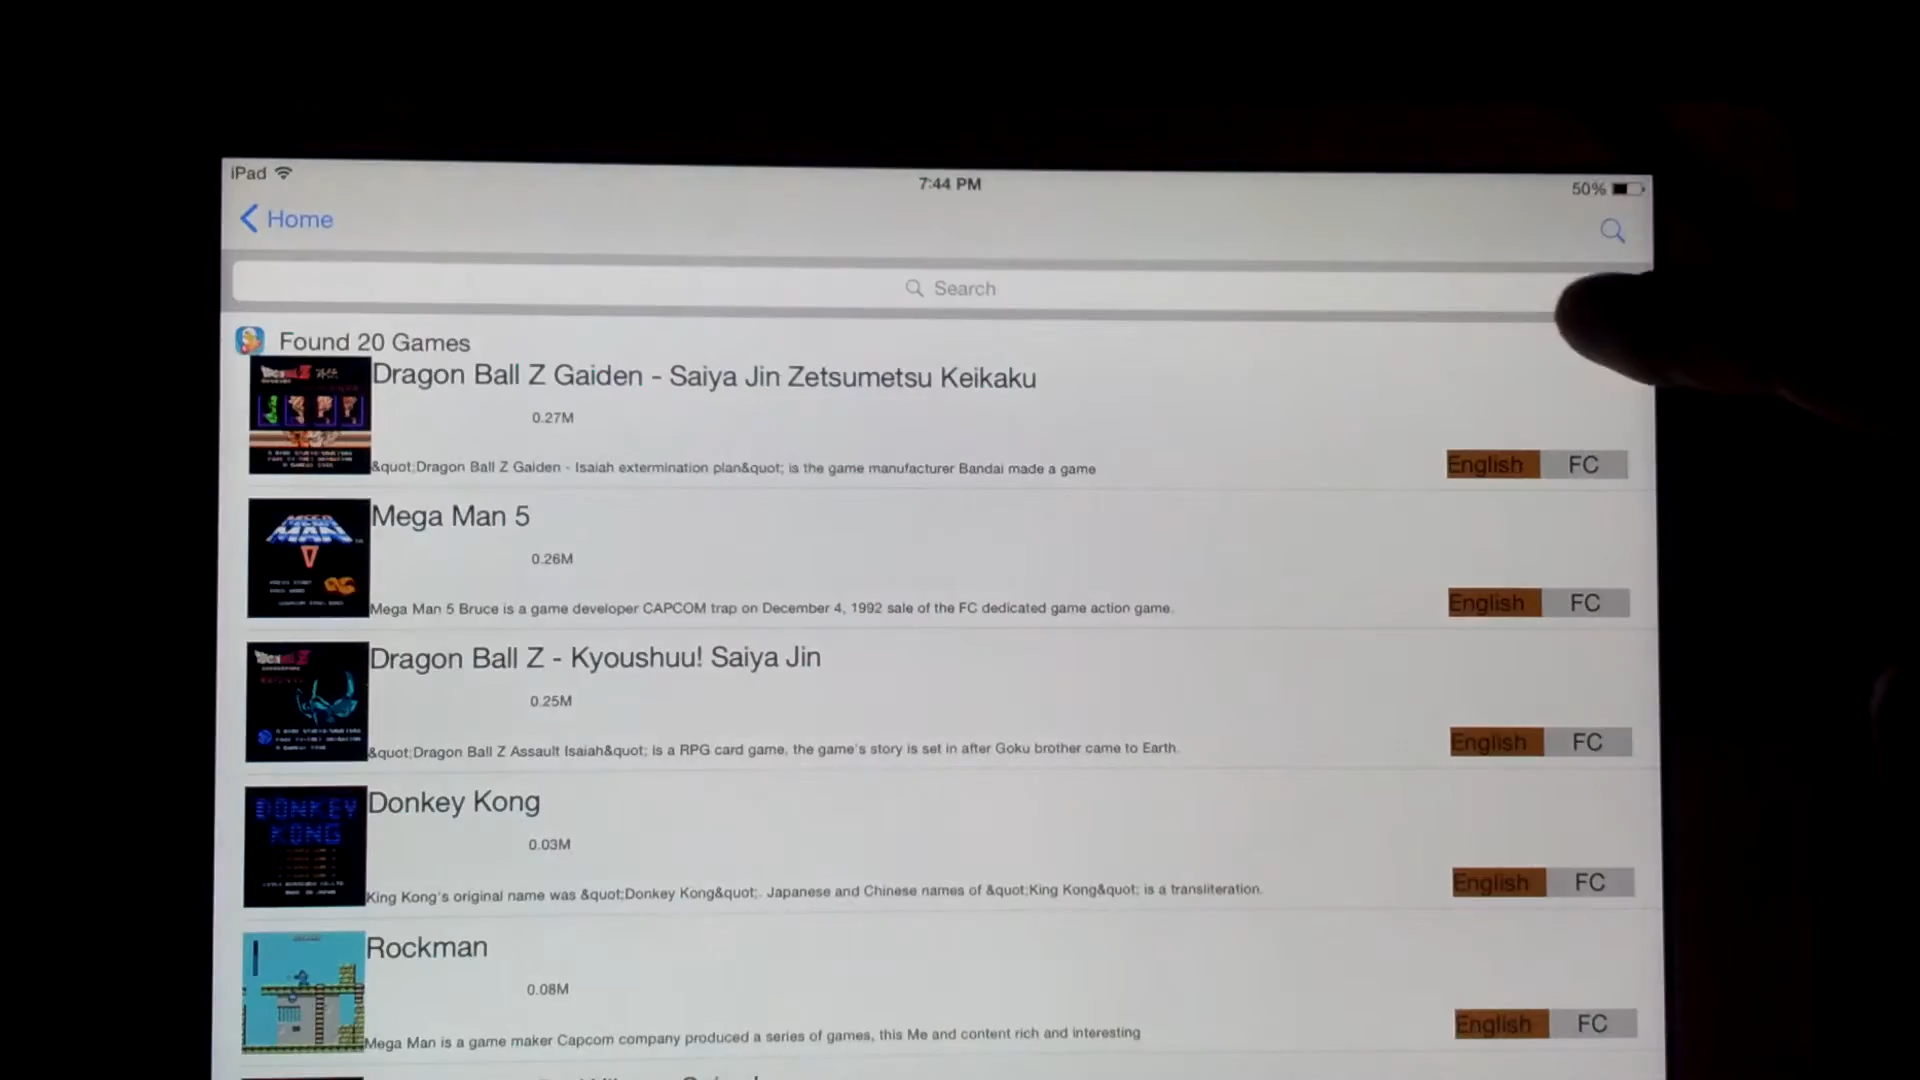 iPad
7:44 PM
50%
Home
Search
Found 20 Games
Dragon Ball Z Gaiden - Saiya Jin Zetsumetsu Keikaku
0.27M
&quot;Dragon Ball Z Gaiden - Isaiah extermination plan&quot; is the game manufacturer Bandai made a game
English FC
MEGA MAN V
Mega Man 5
0.26M
Mega Man 5 Bruce is a game developer CAPCOM trap on December 4, 1992 sale of the FC dedicated game action game.
English FC
Dragon Ball Z - Kyoushuu! Saiya Jin
0.25M
&quot;Dragon Ball Z Assault Isaiah&quot; is a RPG card game, the game's story is set in after Goku brother came to Earth.
English FC
DONKEY KONG
Donkey Kong
0.03M
King Kong's original name was &quot;Donkey Kong&quot;. Japanese and Chinese names of &quot;King Kong&quot; is a transliteration.
English FC
Rockman
0.08M
Mega Man is a game maker Capcom company produced a series of games, this Me and content rich and interesting
English FC